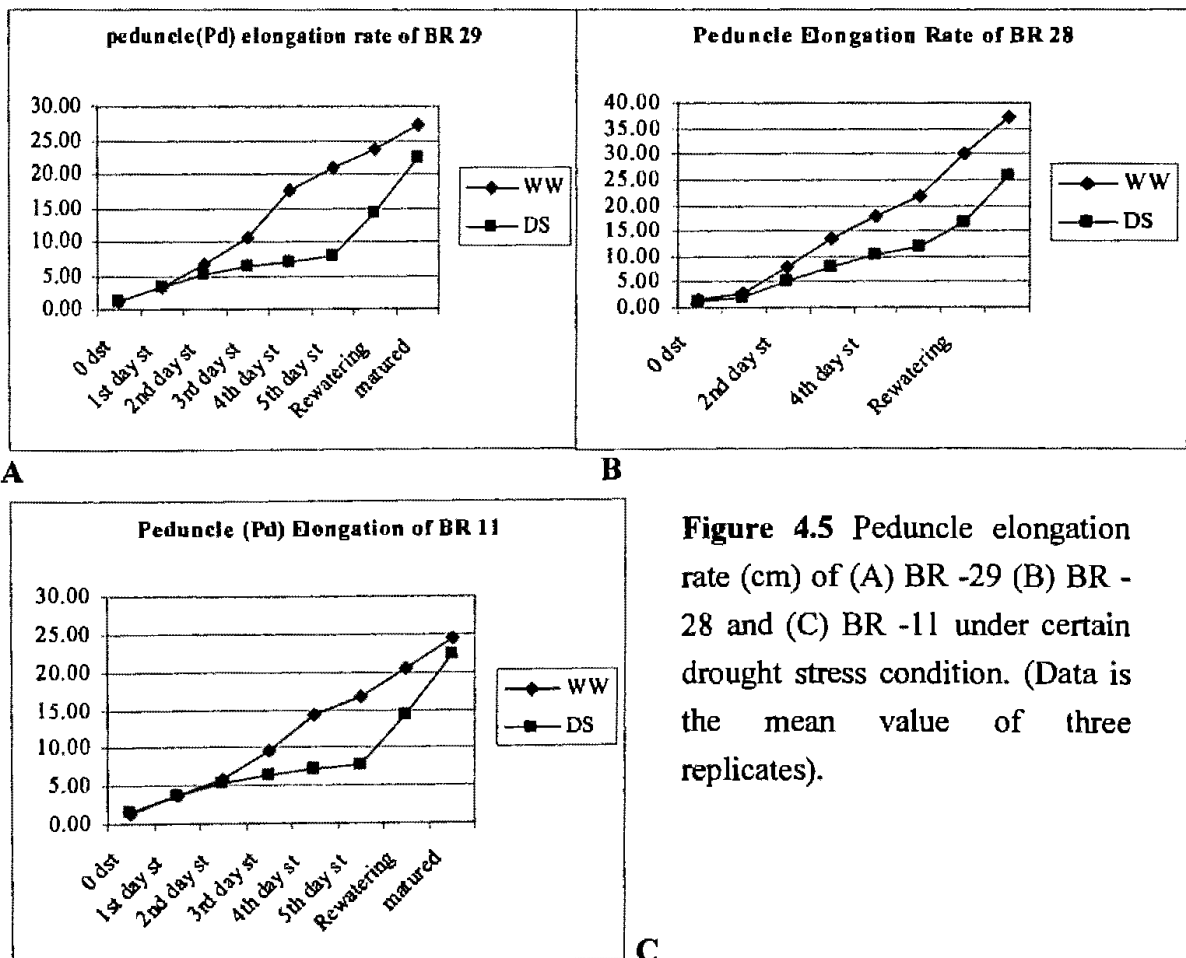 peduncle(Pd) elongation rate of BR 29
30.00
25.00
20.00
15.00
10.00
5.00
0.00
0 dst
1st day st
2nd day st
3rd day st
4th day st
5th day st
Rewatering
matured
WW
DS
A
Peduncle Elongation Rate of BR 28
40.00
35.00
30.00
25.00
20.00
15.00
10.00
5.00
0.00
0 dst
2nd day st
4th day st
Rewatering
WW
DS
B
Peduncle (Pd) Elongation of BR 11
30.00
25.00
20.00
15.00
10.00
5.00
0.00
0 dst
1st day st
2nd day st
3rd day st
4th day st
5th day st
Rewatering
matured
WW
DS
C
Figure 4.5 Peduncle elongation
rate (cm) of (A) BR -29 (B) BR -
28 and (C) BR -11 under certain
drought stress condition. (Data is
the mean value of three
replicates).